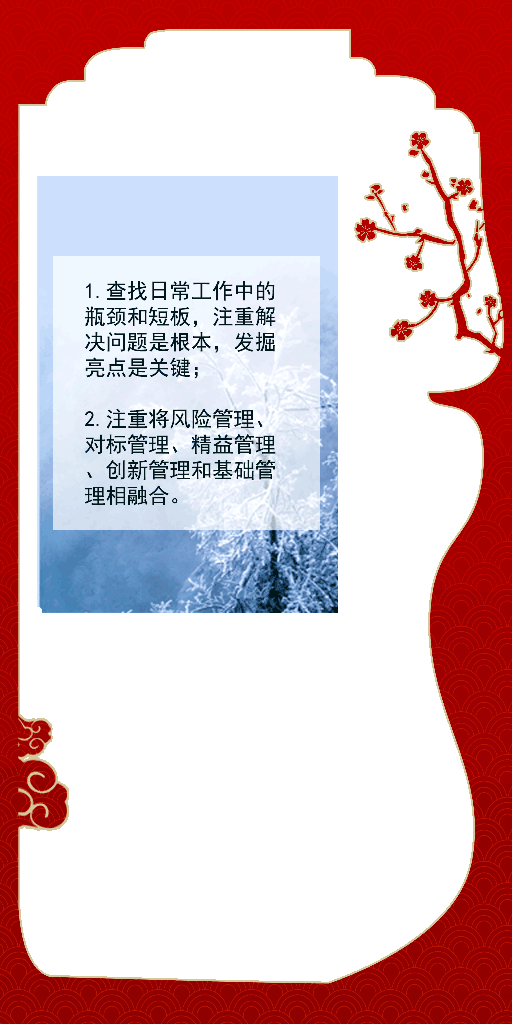 1.查找日常工作中的
瓶颈和短板，注重解
决问题是根本，发掘
亮点是关键；
2.注重将风险管理、
对标管理、精益管理
、创新管理和基础管
理相融合。